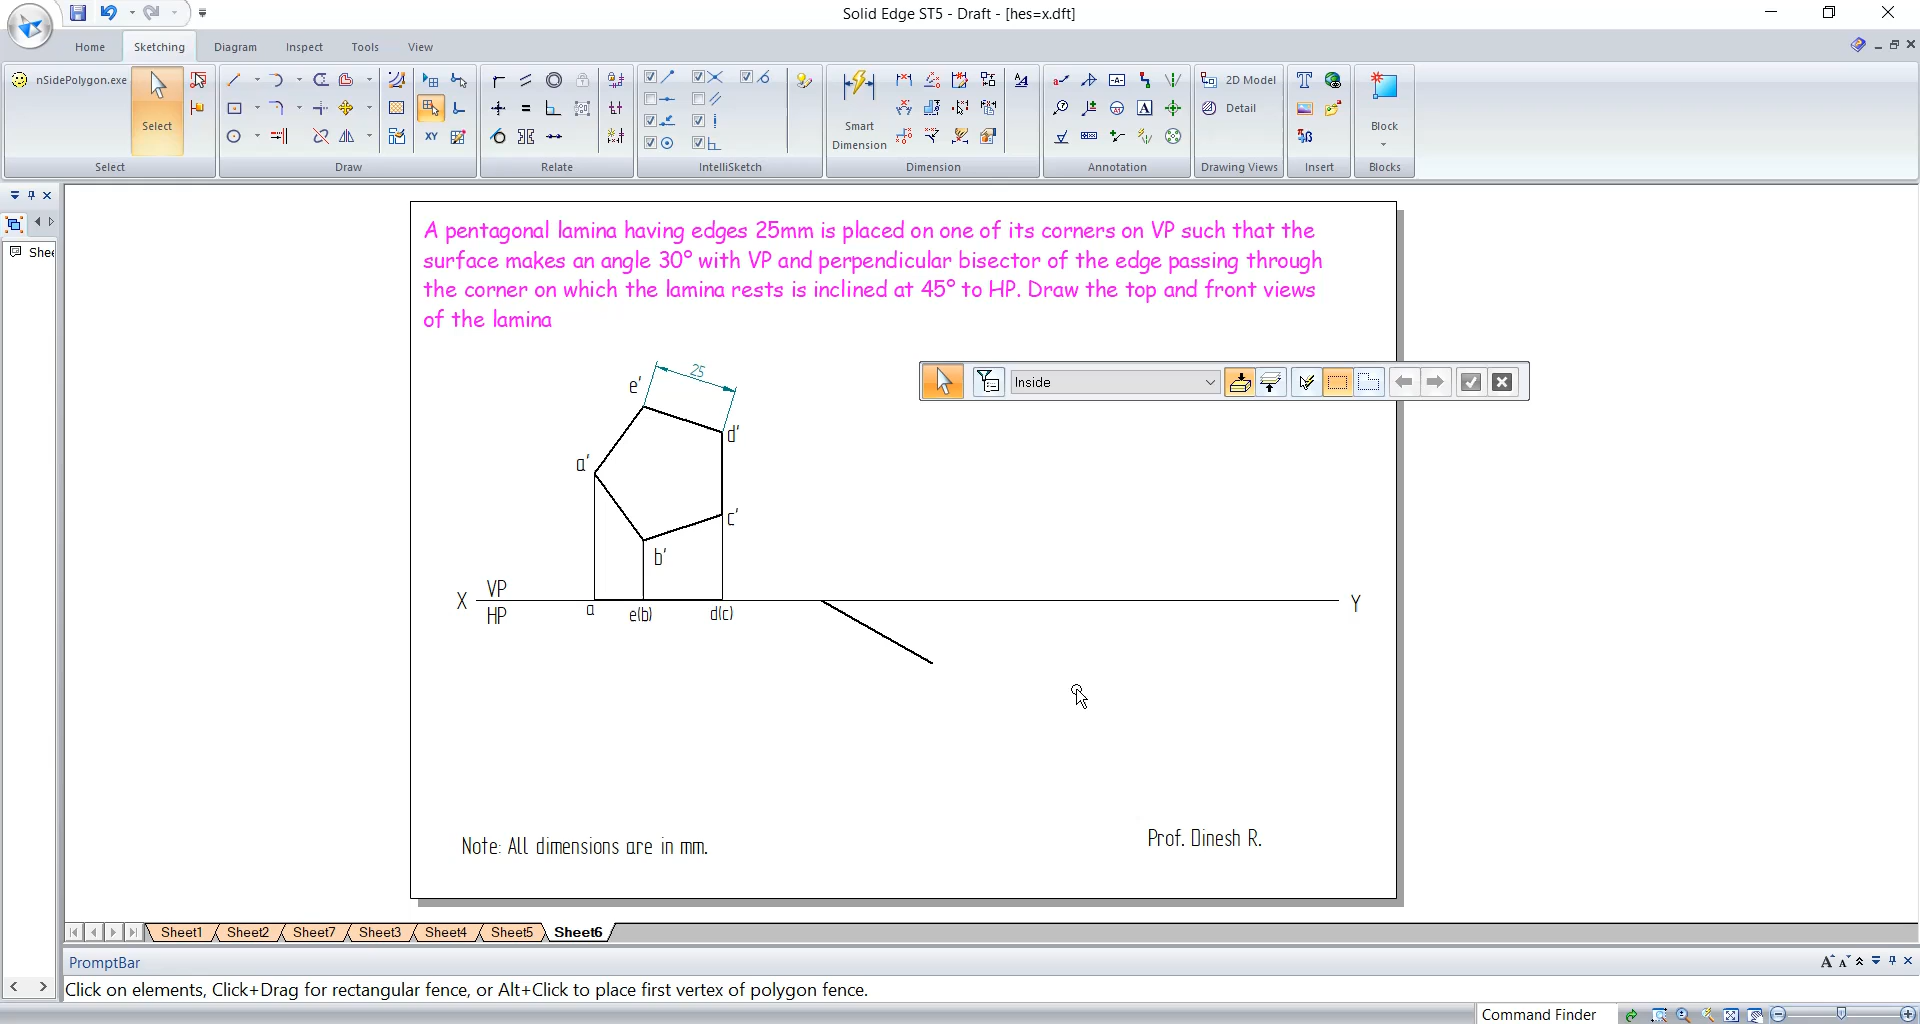 Solid Edge ST5 - Draft - [hes=x.dft]
Home Sketching Diagram Inspect Tools View
nSidePolygon.exe
Select
XY
Smart
Dimension
2D Model
Detail
Block
Select Draw Relate IntelliSketch Dimension Annotation Drawing Views Insert Blocks
Shee
A pentagonal lamina having edges 25mm is placed on one of its corners on VP such that the
surface makes an angle 30° with VP and perpendicular bisector of the edge passing through
the corner on which the lamina rests is inclined at 45° to HP. Draw the top and front views
of the lamina
Inside
25
e'
d'
a'
c'
b'
VP
X Y
HP
a e(b) d(c)
Note: All dimensions are in mm.
Prof. Dinesh R.
Sheet1 Sheet2 Sheet7 Sheet3 Sheet4 Sheet5 Sheet6
PromptBar
Click on elements, Click+Drag for rectangular fence, or Alt+Click to place first vertex of polygon fence.
Command Finder